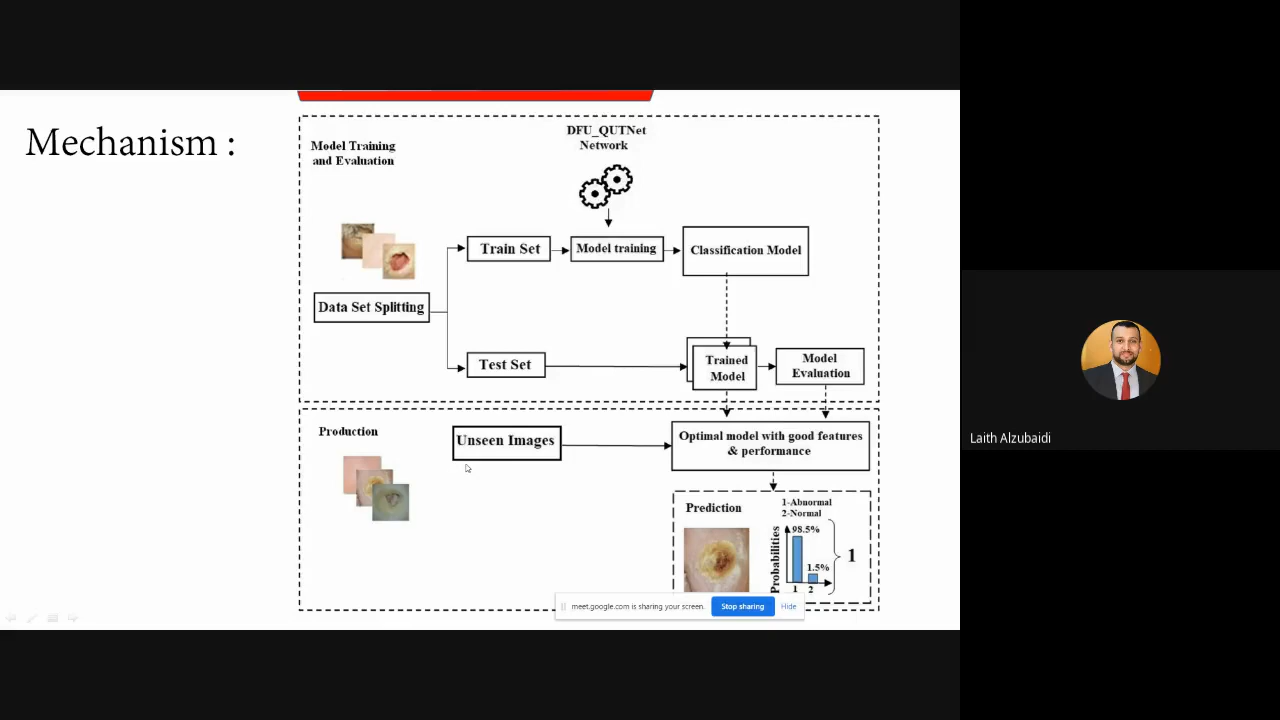 Mechanism :
Model Training
and Evaluation
DFU_QUTNet
Network
Train Set
Model training
Classification Model
Data Set Splitting
Test Set
Trained
Model
Model
Evaluation
Production
Unseen Images
Optimal model with good features
& performance
Prediction
1-Abnormal
2-Normal
Probabilities
98.5%
1.5%
1
1 2
meet.google.com is sharing your screen.
Stop sharing
Hide
Laith Alzubaidi